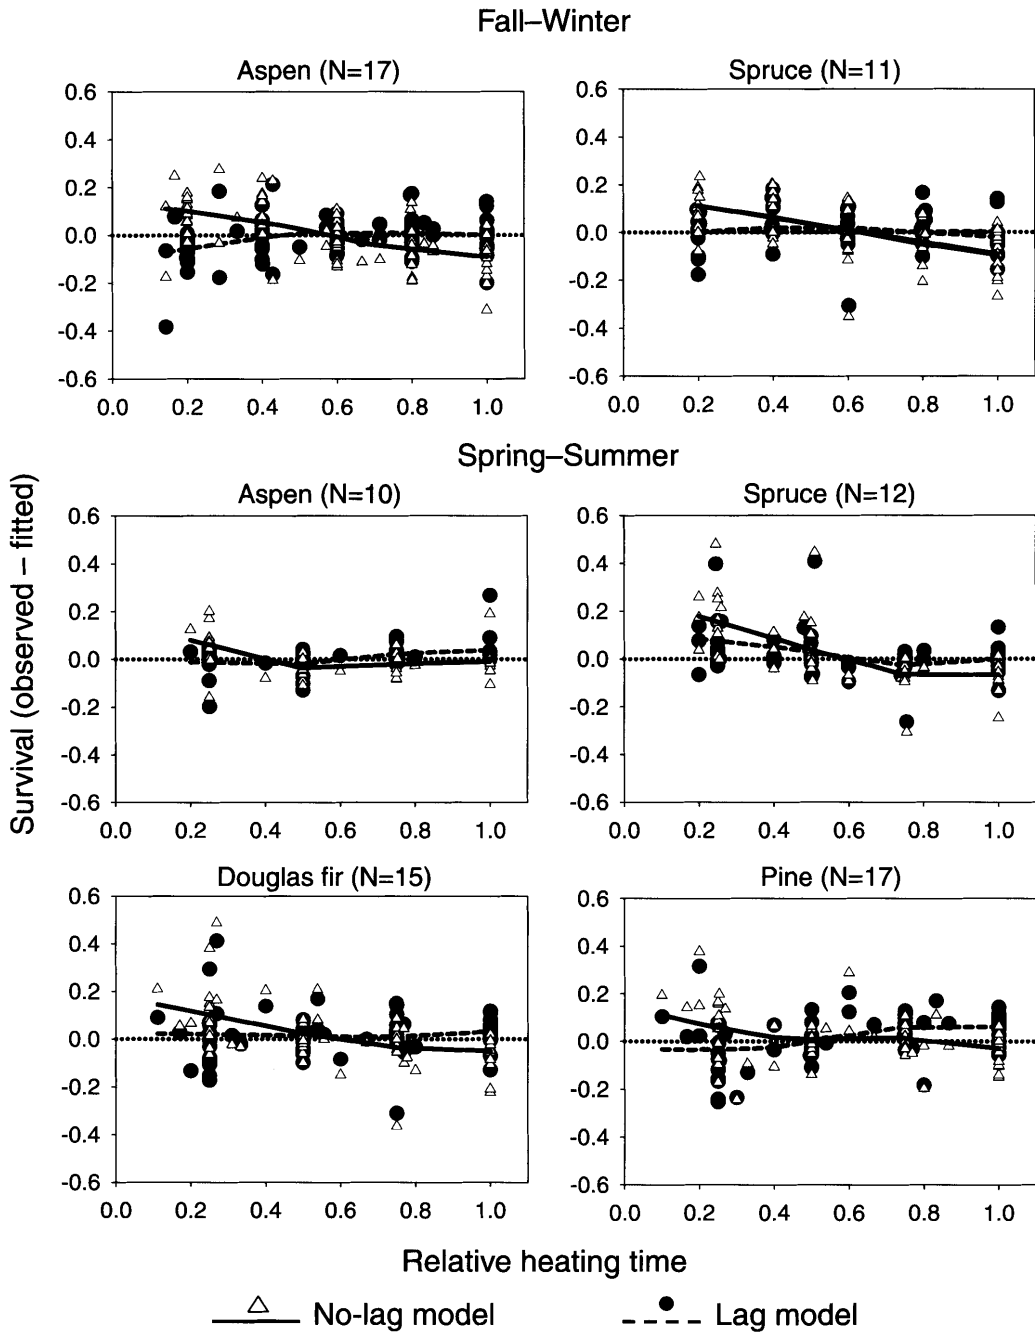 Fall–Winter
Aspen (N=17)
Spruce (N=11)
0.6
0.4
0.2
0.0
-0.2
-0.4
-0.6
0.0 0.2 0.4 0.6 0.8 1.0
0.6
0.4
0.2
0.0
-0.2
-0.4
-0.6
0.0 0.2 0.4 0.6 0.8 1.0
Spring–Summer
Survival (observed – fitted)
Aspen (N=10)
Spruce (N=12)
0.6
0.4
0.2
0.0
-0.2
-0.4
-0.6
0.0 0.2 0.4 0.6 0.8 1.0
0.6
0.4
0.2
0.0
-0.2
-0.4
-0.6
0.0 0.2 0.4 0.6 0.8 1.0
Douglas fir (N=15)
Pine (N=17)
0.6
0.4
0.2
0.0
-0.2
-0.4
-0.6
0.0 0.2 0.4 0.6 0.8 1.0
0.6
0.4
0.2
0.0
-0.2
-0.4
-0.6
0.0 0.2 0.4 0.6 0.8 1.0
Relative heating time
No-lag model
Lag model